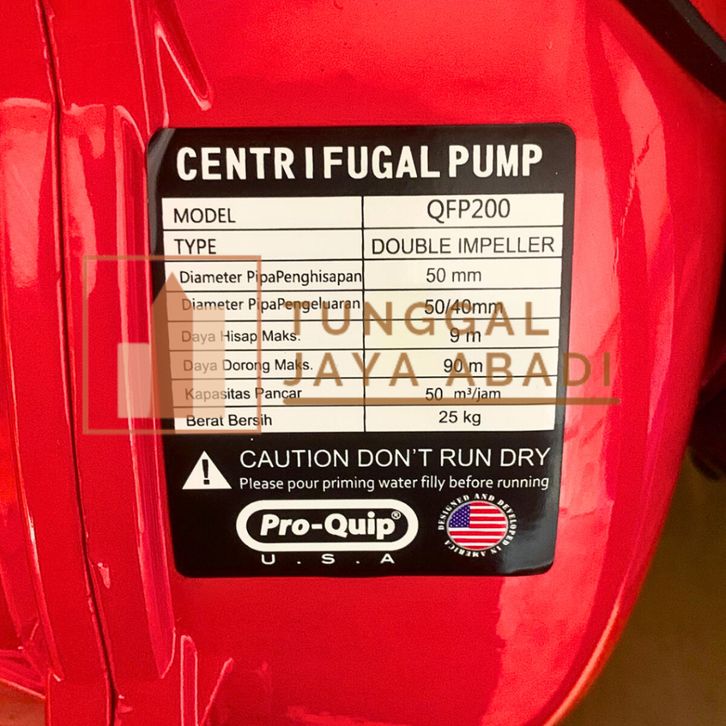 CENTRIFUGAL PUMP
MODEL QFP200
TYPE DOUBLE IMPELLER
Diameter PipaPenghisapan 50 mm
Diameter PipaPengeluaran 50/40mm
Daya Hisap Maks. 9 m
Daya Dorong Maks. 90 m
Kapasitas Pancar 50 m³/jam
Berat Bersih 25 kg
TUNGGAL
JAYA ABADI
CAUTION DON'T RUN DRY
Please pour priming water filly before running
Pro-Quip®
U.S.A
DESIGNED AND DEVELOPED
IN AMERICA